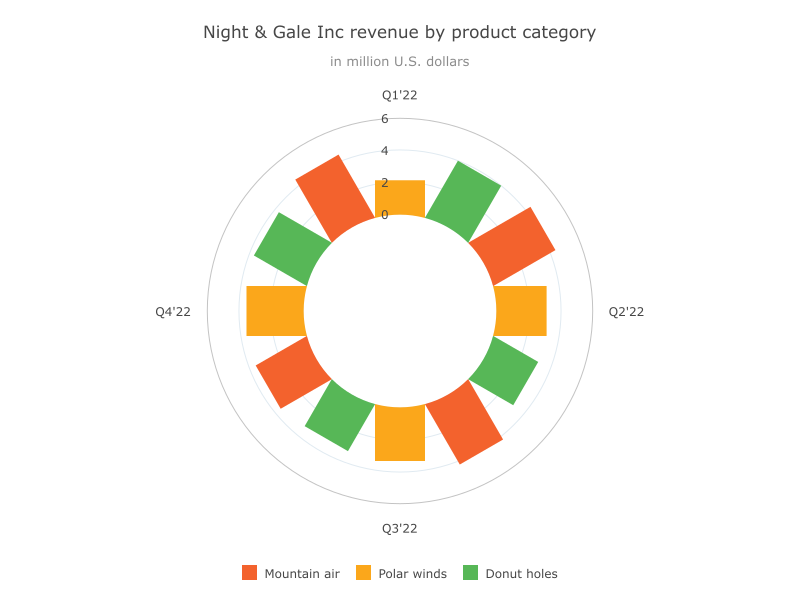 Night & Gale Inc revenue by product category
in million U.S. dollars
Q1'22
6
4
2
0
Q4'22
Q2'22
Q3'22
Mountain air
Polar winds
Donut holes